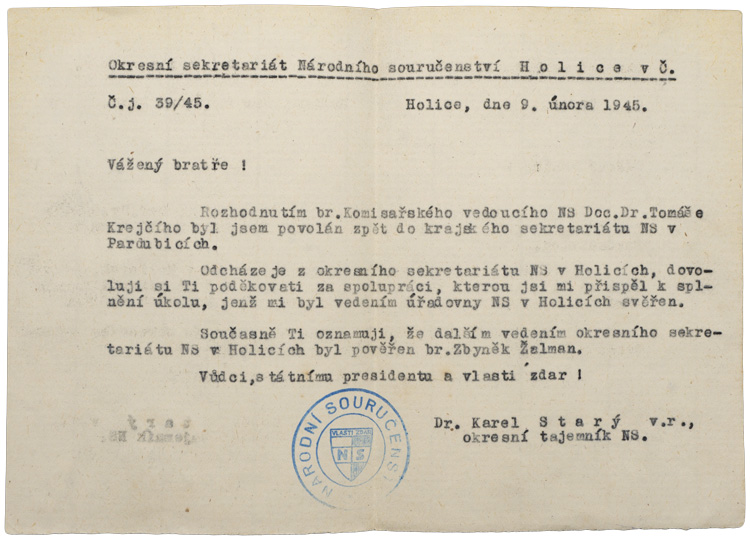 Okresní sekretariát Národního souručenství H o l i c e v Č.
Č.j. 39/45.
Holice, dne 9. února 1945.
Vážený bratře !
Rozhodnutím br.Komisařského vedoucího NS Doc.Dr.Tomáše
Krejčího byl jsem povolán zpět do krajského sekretariátu NS v
Pardubicích.
Odcházeje z okresního sekretariátu NS v Holicích, dovo-
luji si Ti poděkovati za spolupráci, kterou jsi mi přispěl k spl-
nění úkolu, jenž mi byl vedením úřadovny NS v Holicích svěřen.
Současně Ti oznamuji, že dalším vedením okresního sekre-
tariátu NS v Holicích byl pověřen br.Zbyněk Žalman.
Vůdci,státnímu presidentu a vlasti zdar !
Dr. Karel S t a r ý v.r.,
okresní tajemník NS.
NÁRODNÍ SOURUČENST
VLASTI ZDAR
NS